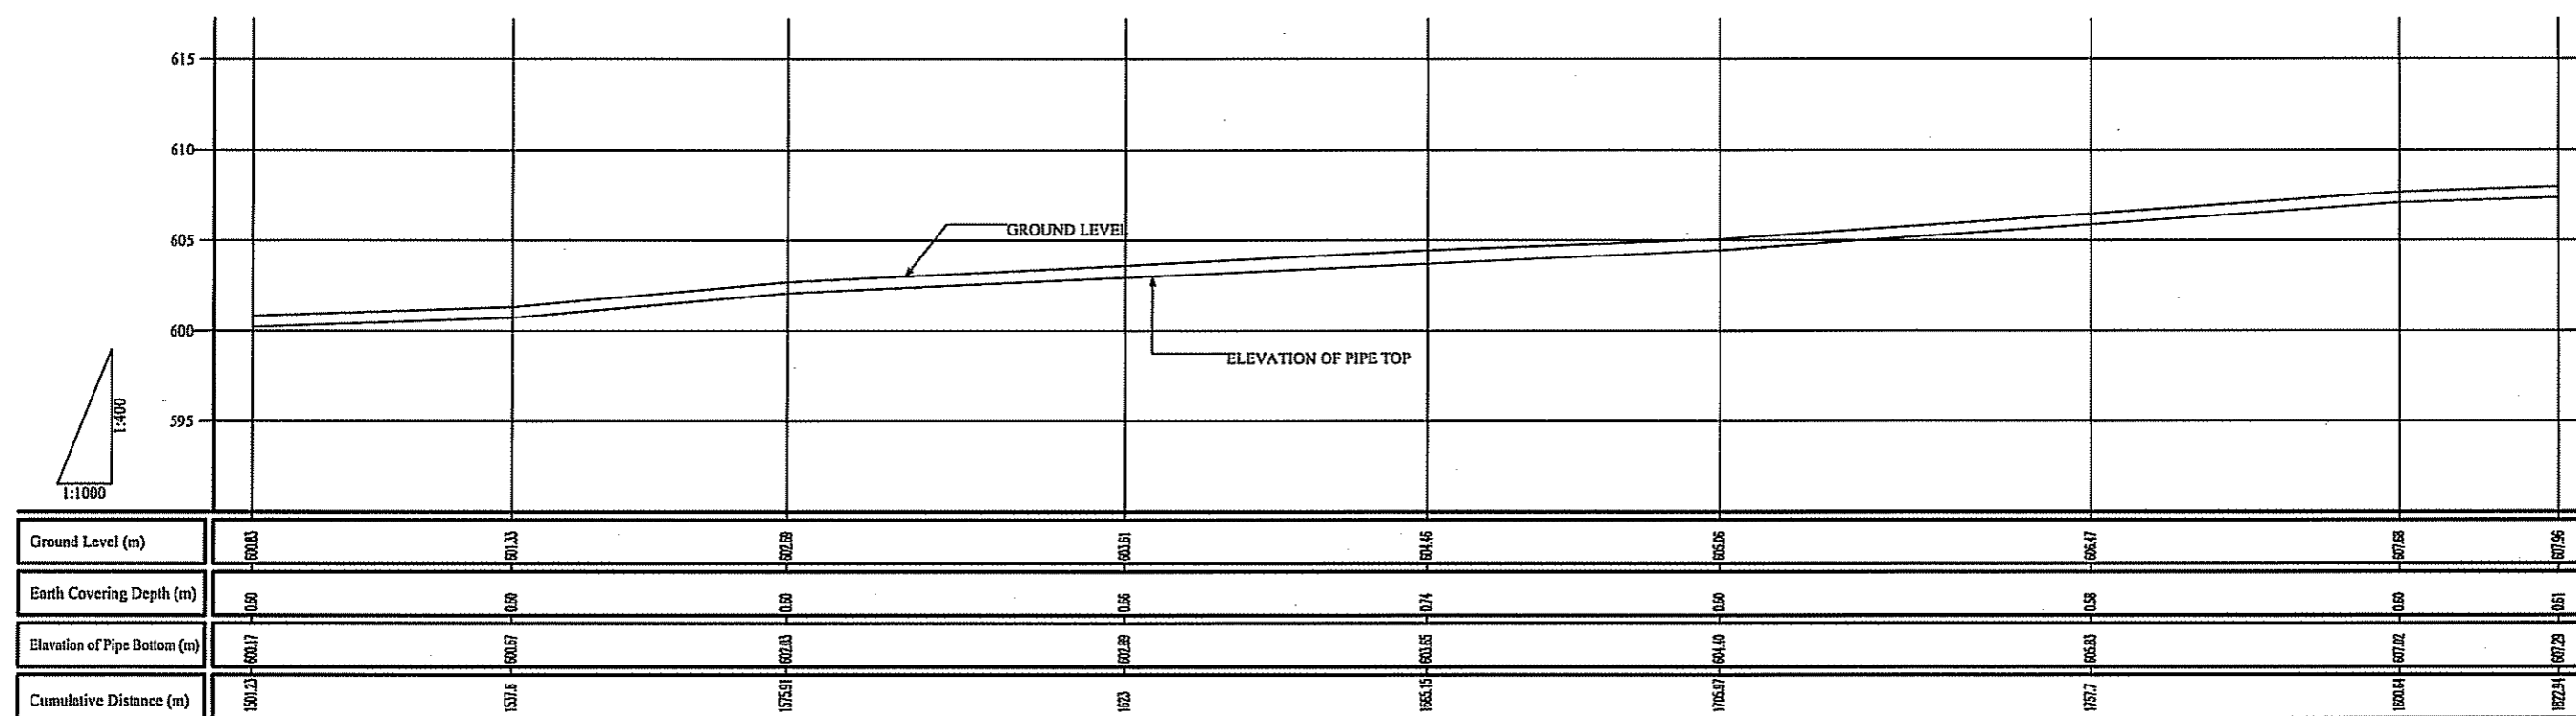 615
610
605
600
595
GROUND LEVEL
ELEVATION OF PIPE TOP
1:400
1:1000
Ground Level (m) 600.83 601.33 602.69 603.61 604.46 605.06 606.47 607.68 607.96
Earth Covering Depth (m) 0.60 0.60 0.60 0.66 0.74 0.60 0.58 0.60 0.61
Elavation of Pipe Bottom (m) 600.17 600.67 602.03 602.89 603.65 604.40 605.83 607.02 607.29
Cumulative Distance (m) 1501.23 1537.6 1575.91 1623 1665.15 1705.97 1757.7 1800.64 1822.94